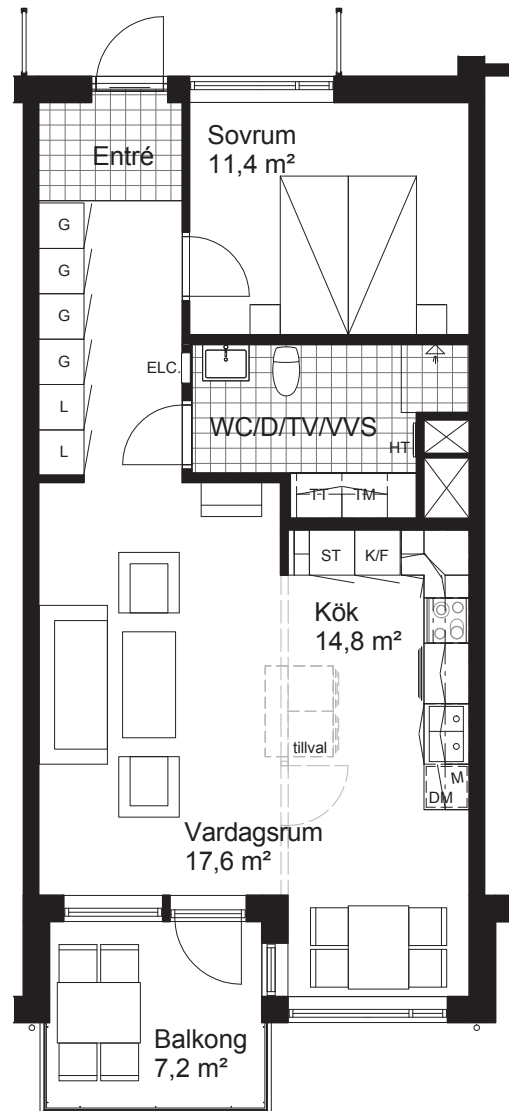 Entré
Sovrum
11,4 m²
G
G
G
G
L
L
ELC.
WC/D/TV/VVS
HT
TT
TM
ST
K/F
Kök
14,8 m²
tillval
M
DM
Vardagsrum
17,6 m²
Balkong
7,2 m²